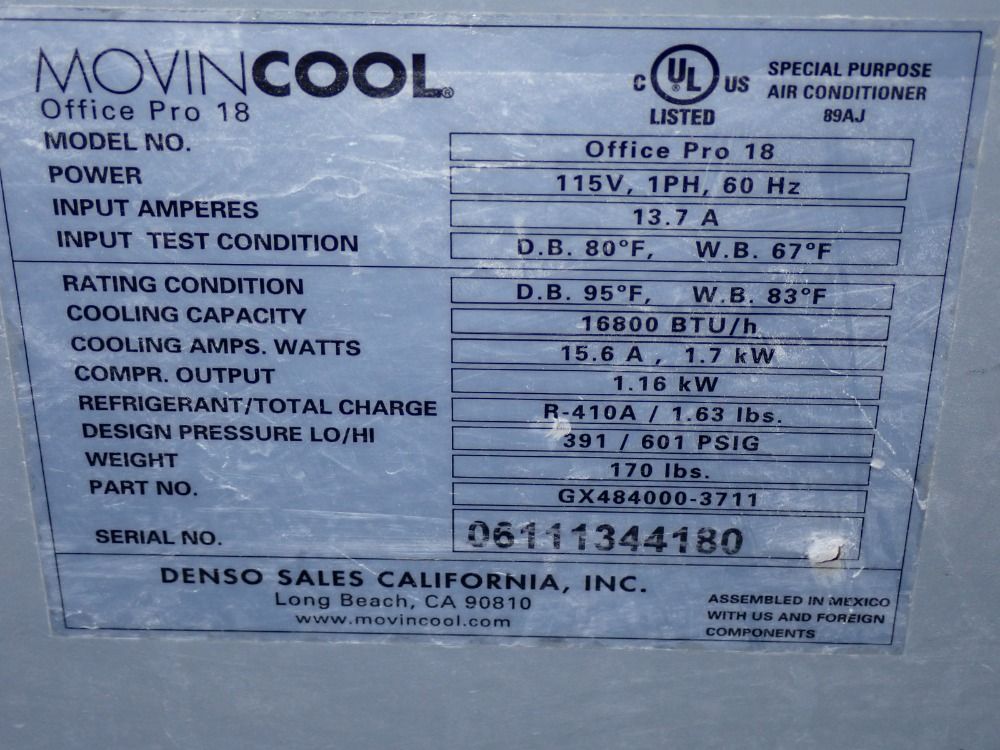 MOVINCOOL®
Office Pro 18
C UL US
LISTED
SPECIAL PURPOSE
AIR CONDITIONER
89AJ
MODEL NO. Office Pro 18
POWER 115V, 1PH, 60 Hz
INPUT AMPERES 13.7 A
INPUT TEST CONDITION D.B. 80°F, W.B. 67°F
RATING CONDITION D.B. 95°F, W.B. 83°F
COOLING CAPACITY 16800 BTU/h
COOLING AMPS. WATTS 15.6 A , 1.7 kW
COMPR. OUTPUT 1.16 kW
REFRIGERANT/TOTAL CHARGE R-410A / 1.63 lbs.
DESIGN PRESSURE LO/HI 391 / 601 PSIG
WEIGHT 170 lbs.
PART NO. GX484000-3711
SERIAL NO. 06111344180
DENSO SALES CALIFORNIA, INC.
Long Beach, CA 90810
www.movincool.com
ASSEMBLED IN MEXICO
WITH US AND FOREIGN
COMPONENTS